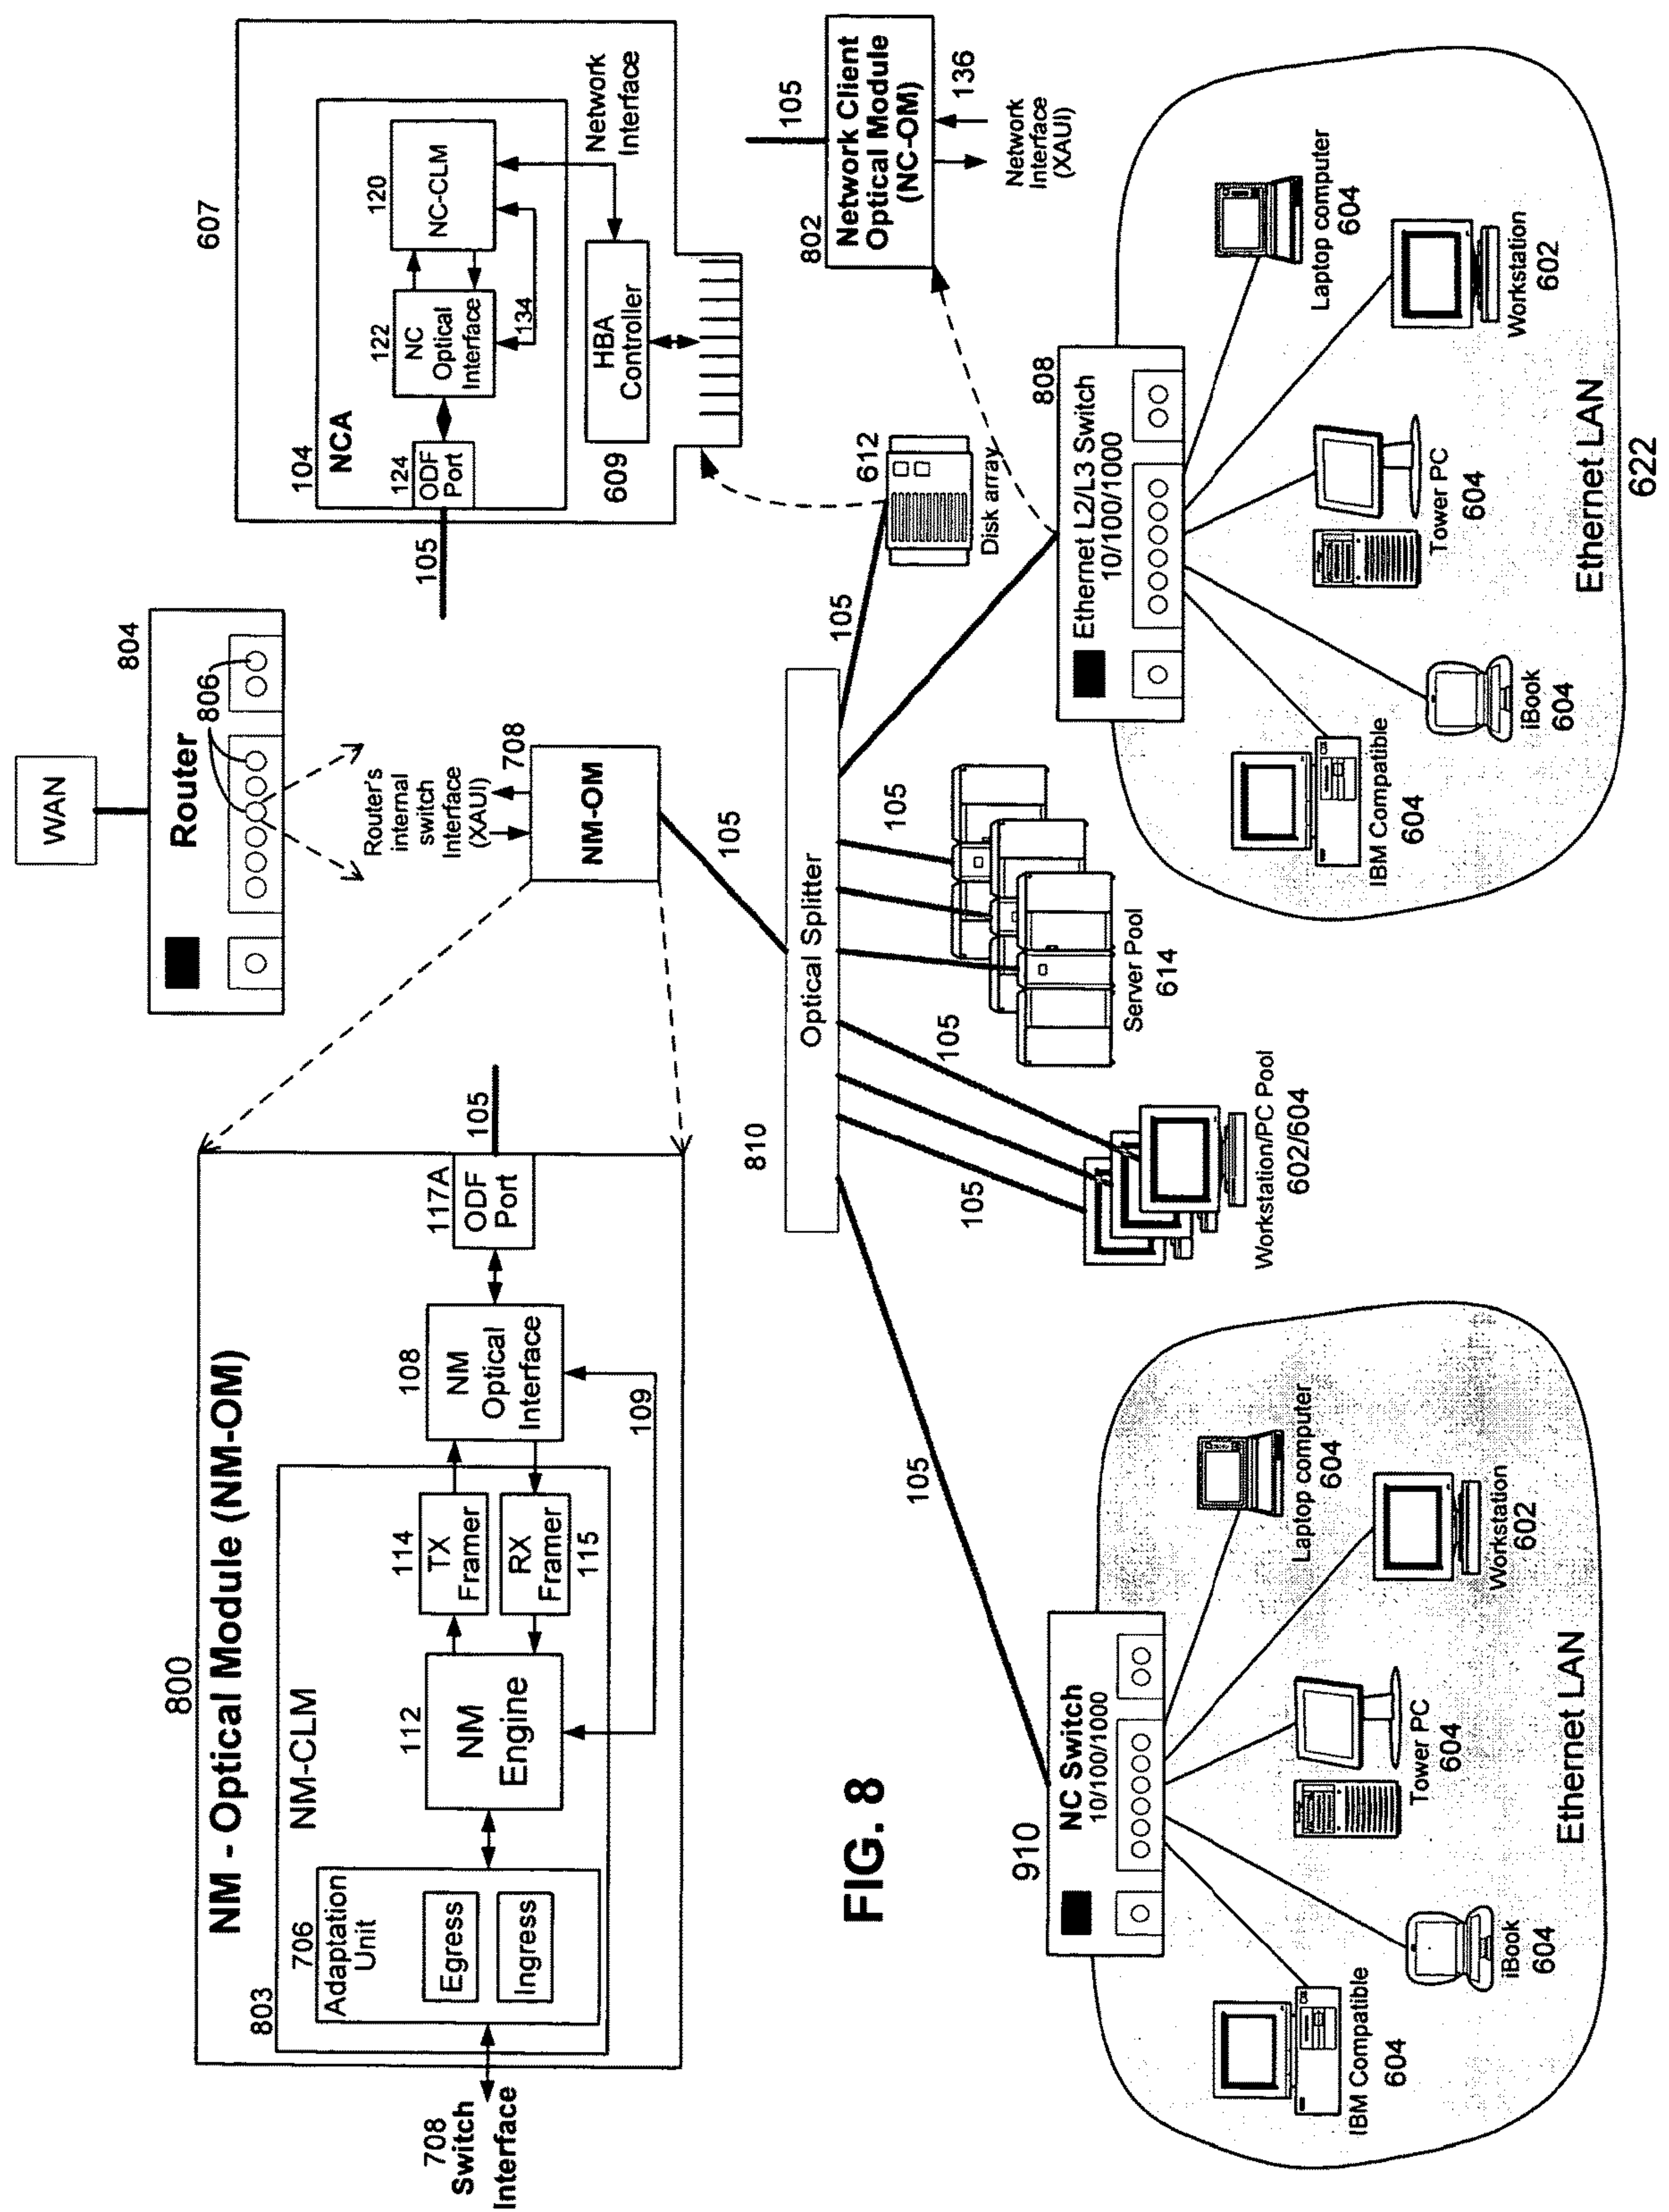 800
NM - Optical Module (NM-OM)
803
NM-CLM
706
Adaptation
Unit
Egress
Ingress
708
Switch
Interface
112
NM
Engine
114
TX
Framer
RX
Framer
115
108
NM
Optical
Interface
109
117A
ODF
Port
105
WAN
804
Router
806
Router's
internal
switch
Interface
(XAUI)
708
NM-OM
105
607
104
NCA
124
ODF
Port
105
122
NC
Optical
Interface
120
NC-CLM
134
Network
Interface
609
HBA
Controller
810
Optical Splitter
105
612
Disk array
105
802
Network Client
Optical Module
(NC-OM)
136
Network
Interface
(XAUI)
105
105
105
105
Server Pool
614
Workstation/PC Pool
602/604
FIG. 8
910
NC Switch
10/100/1000
IBM Compatible
604
iBook
604
Tower PC
604
Workstation
602
Laptop computer
604
Ethernet LAN
808
Ethernet L2/L3 Switch
10/100/1000
IBM Compatible
604
iBook
604
Tower PC
604
Workstation
602
Laptop computer
604
Ethernet LAN
622